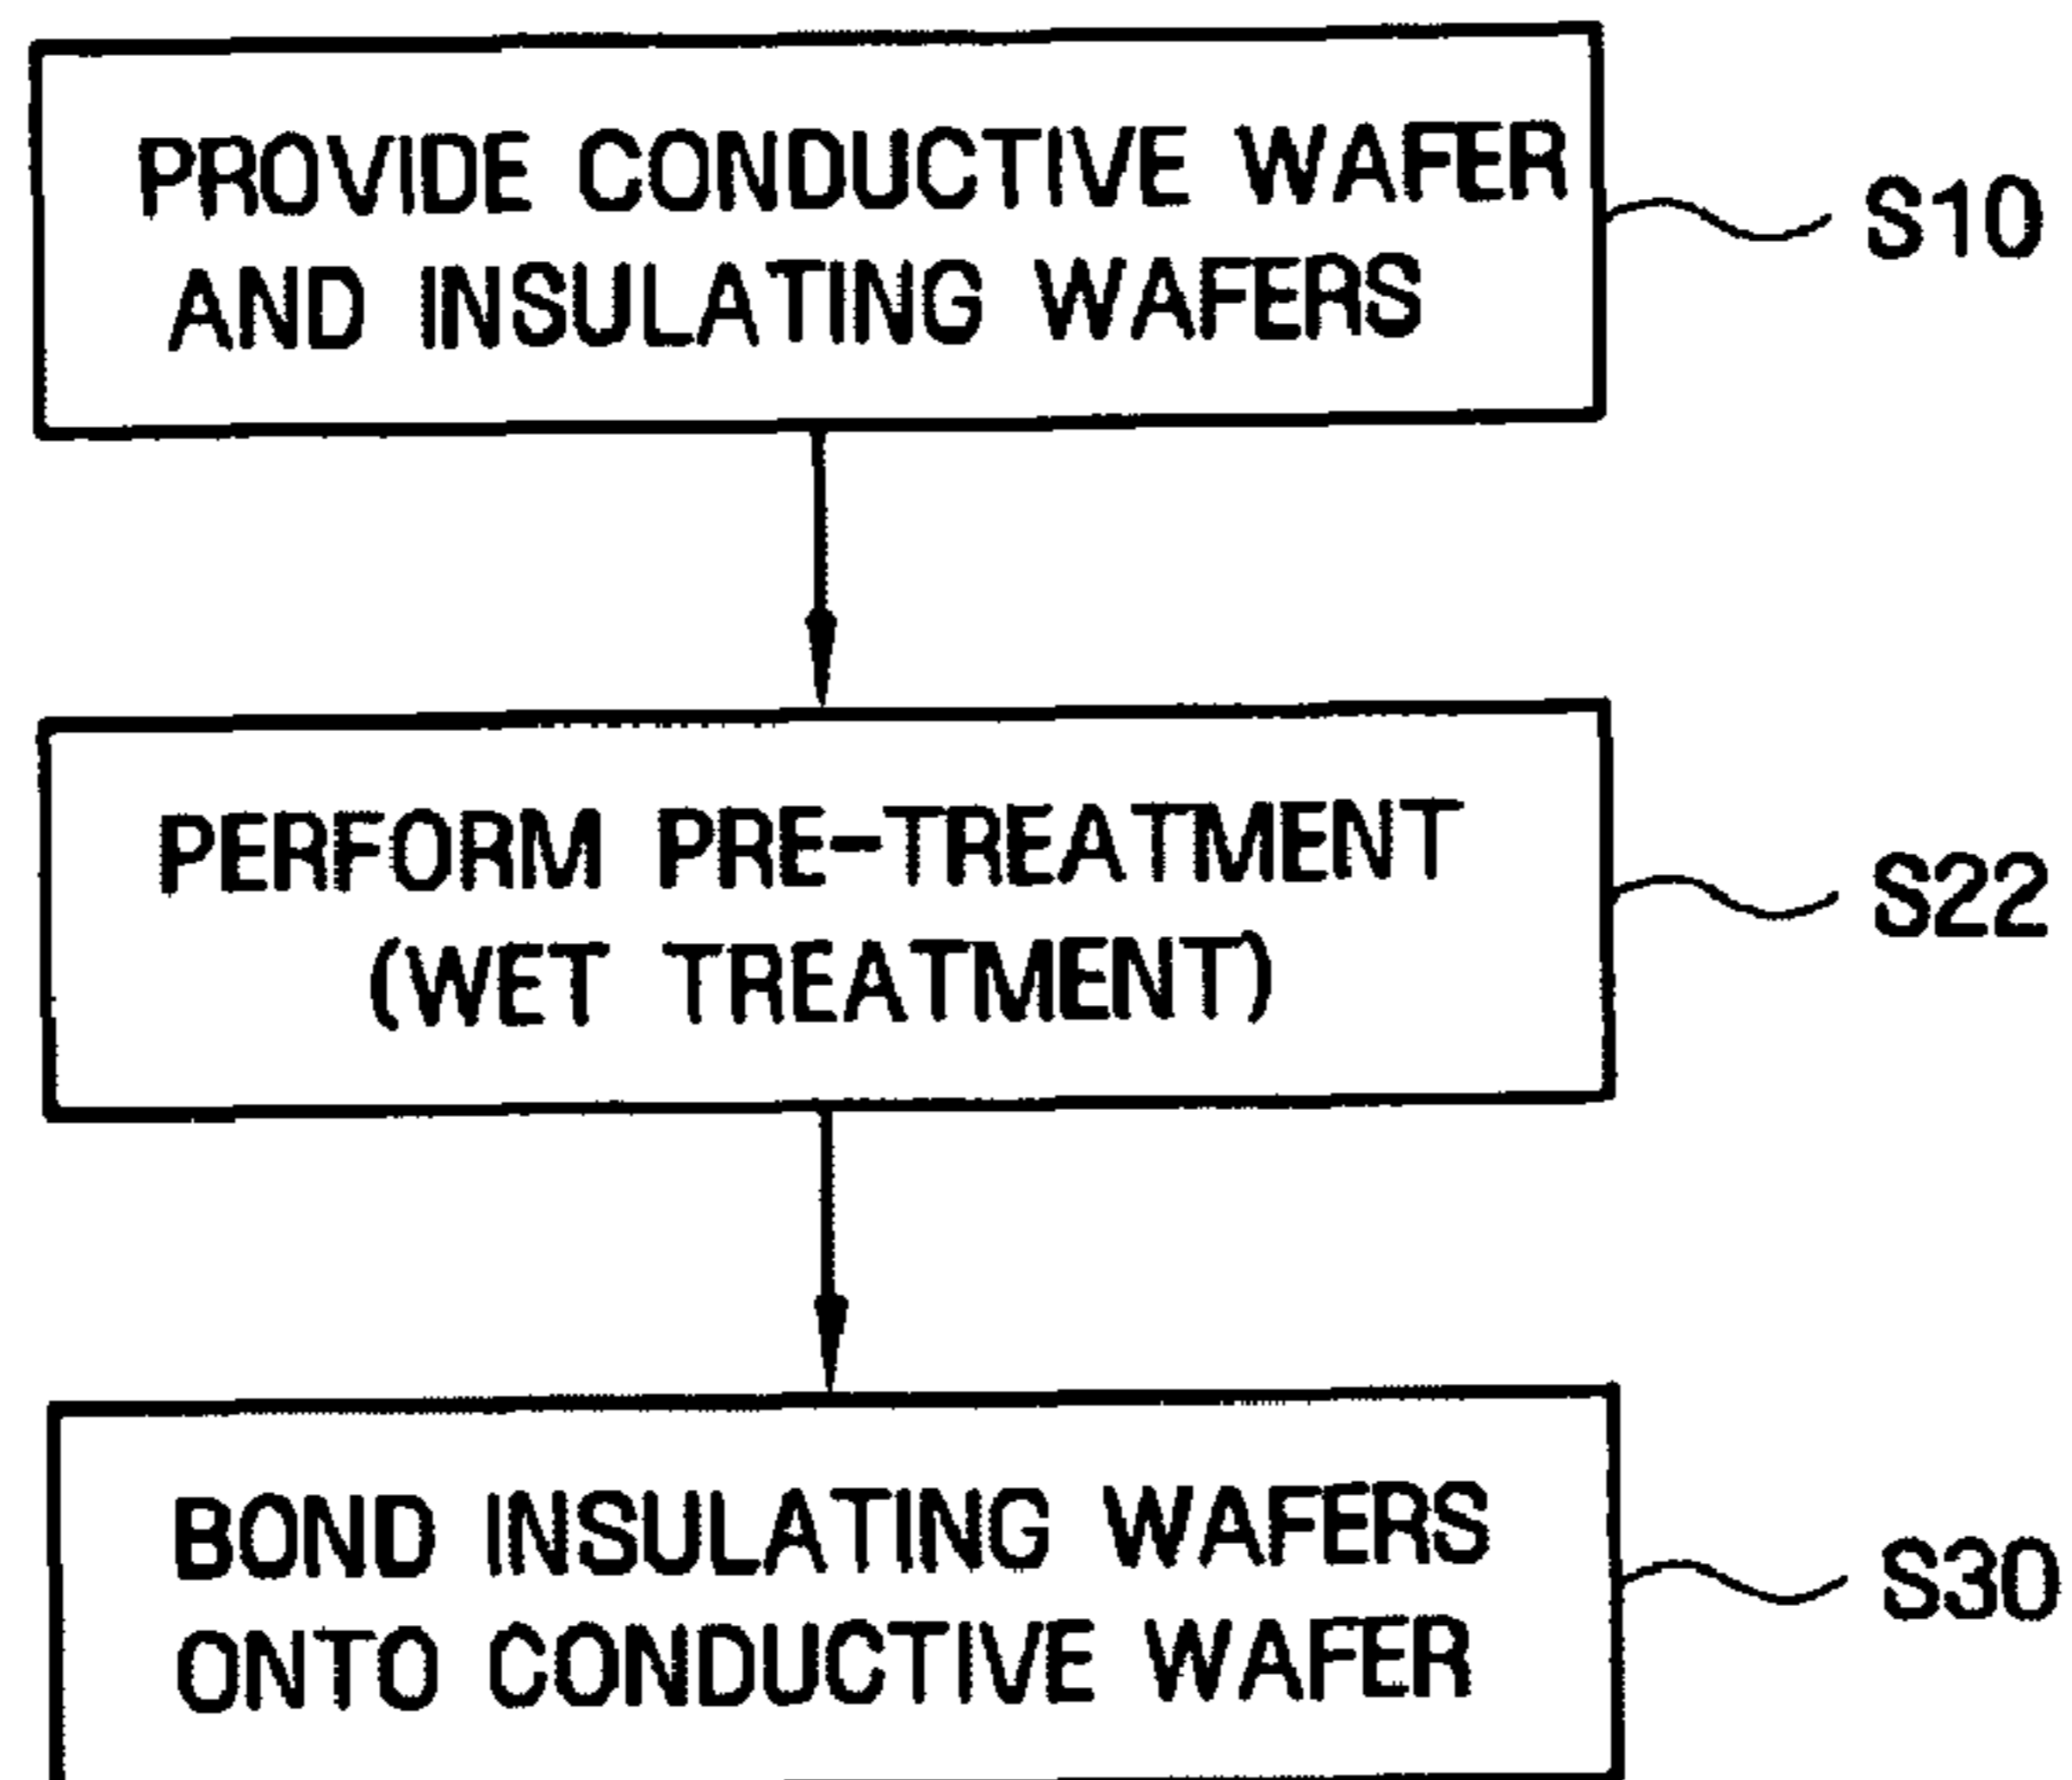 PROVIDE CONDUCTIVE WAFER
AND INSULATING WAFERS
S10
PERFORM PRE-TREATMENT
(WET TREATMENT)
S22
BOND INSULATING WAFERS
ONTO CONDUCTIVE WAFER
S30